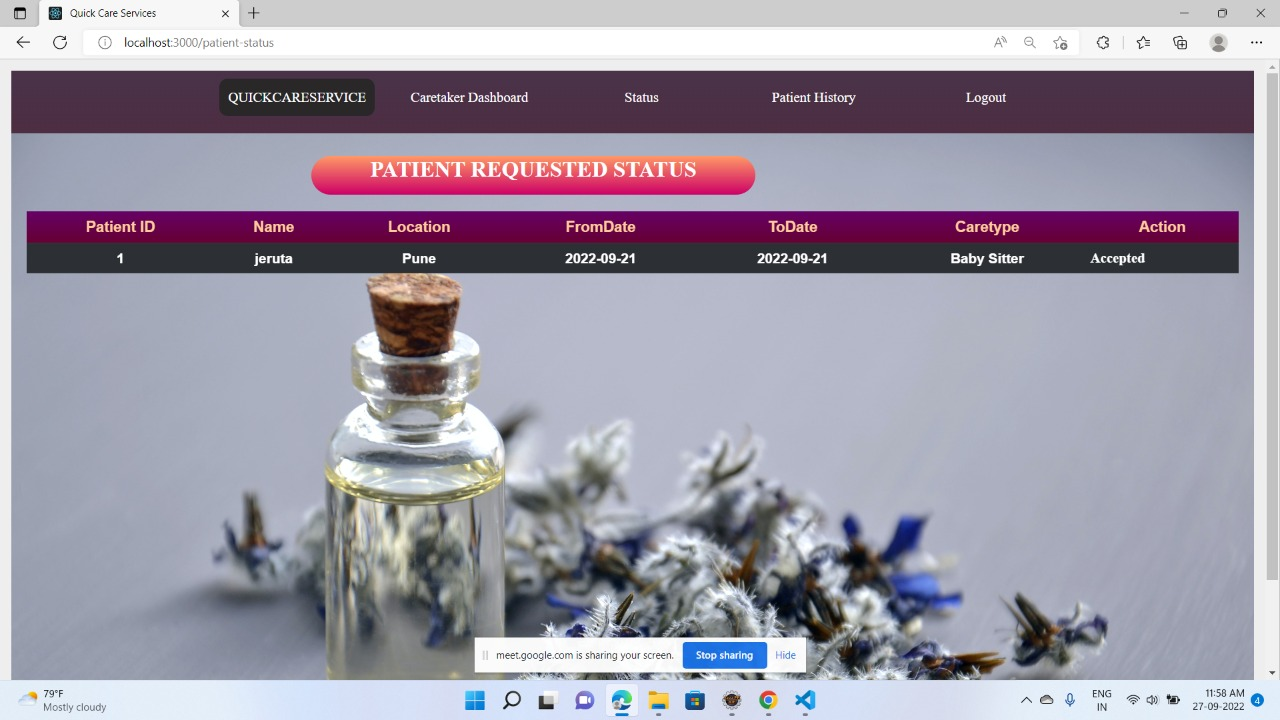 Quick Care Services
localhost:3000/patient-status
QUICKCARESERVICE Caretaker Dashboard Status Patient History Logout
PATIENT REQUESTED STATUS
Patient ID Name Location FromDate ToDate Caretype Action
1 jeruta Pune 2022-09-21 2022-09-21 Baby Sitter Accepted
meet.google.com is sharing your screen. Stop sharing Hide
79°F
Mostly cloudy
ENG
IN
11:58 AM
27-09-2022
4